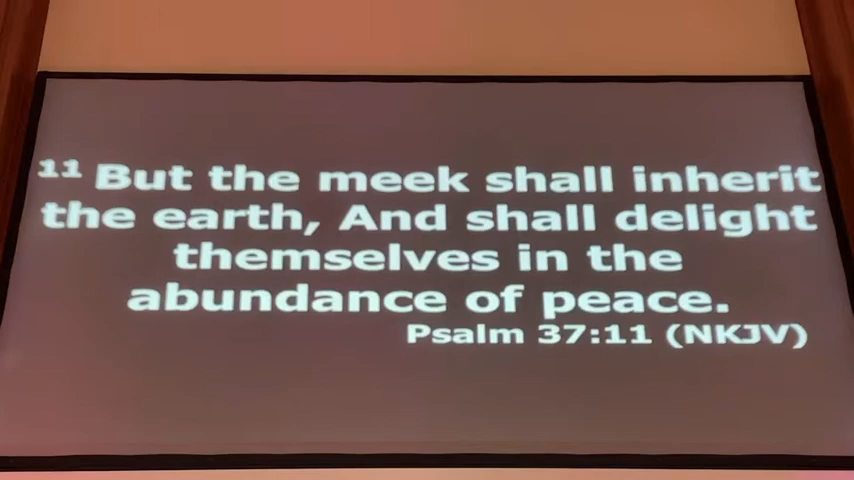 11 But the meek shall inherit
the earth, And shall delight
themselves in the
abundance of peace.
Psalm 37:11 (NKJV)